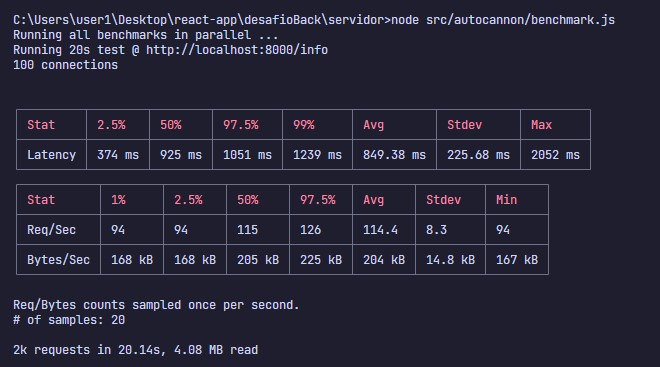 C:\Users\user1\Desktop\react-app\desafioBack\servidor>node src/autocannon/benchmark.js
Running all benchmarks in parallel ...
Running 20s test @ http://localhost:8000/info
100 connections
Stat 2.5% 50% 97.5% 99% Avg Stdev Max
Latency 374 ms 925 ms 1051 ms 1239 ms 849.38 ms 225.68 ms 2052 ms
Stat 1% 2.5% 50% 97.5% Avg Stdev Min
Req/Sec 94 94 115 126 114.4 8.3 94
Bytes/Sec 168 kB 168 kB 205 kB 225 kB 204 kB 14.8 kB 167 kB
Req/Bytes counts sampled once per second.
# of samples: 20
2k requests in 20.14s, 4.08 MB read